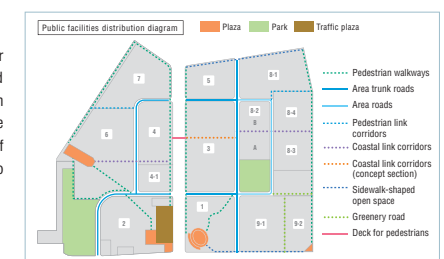 Public facilities distribution diagram
Plaza
Park
Traffic plaza
7
5
8-1
6
4
3
8-2
B
A
8-4
8-3
4-1
2
1
9-1
9-2
Pedestrian walkways
Area trunk roads
Area roads
Pedestrian link
corridors
Coastal link corridors
Coastal link corridors
(concept section)
Sidewalk-shaped
open space
Greenery road
Deck for pedestrians